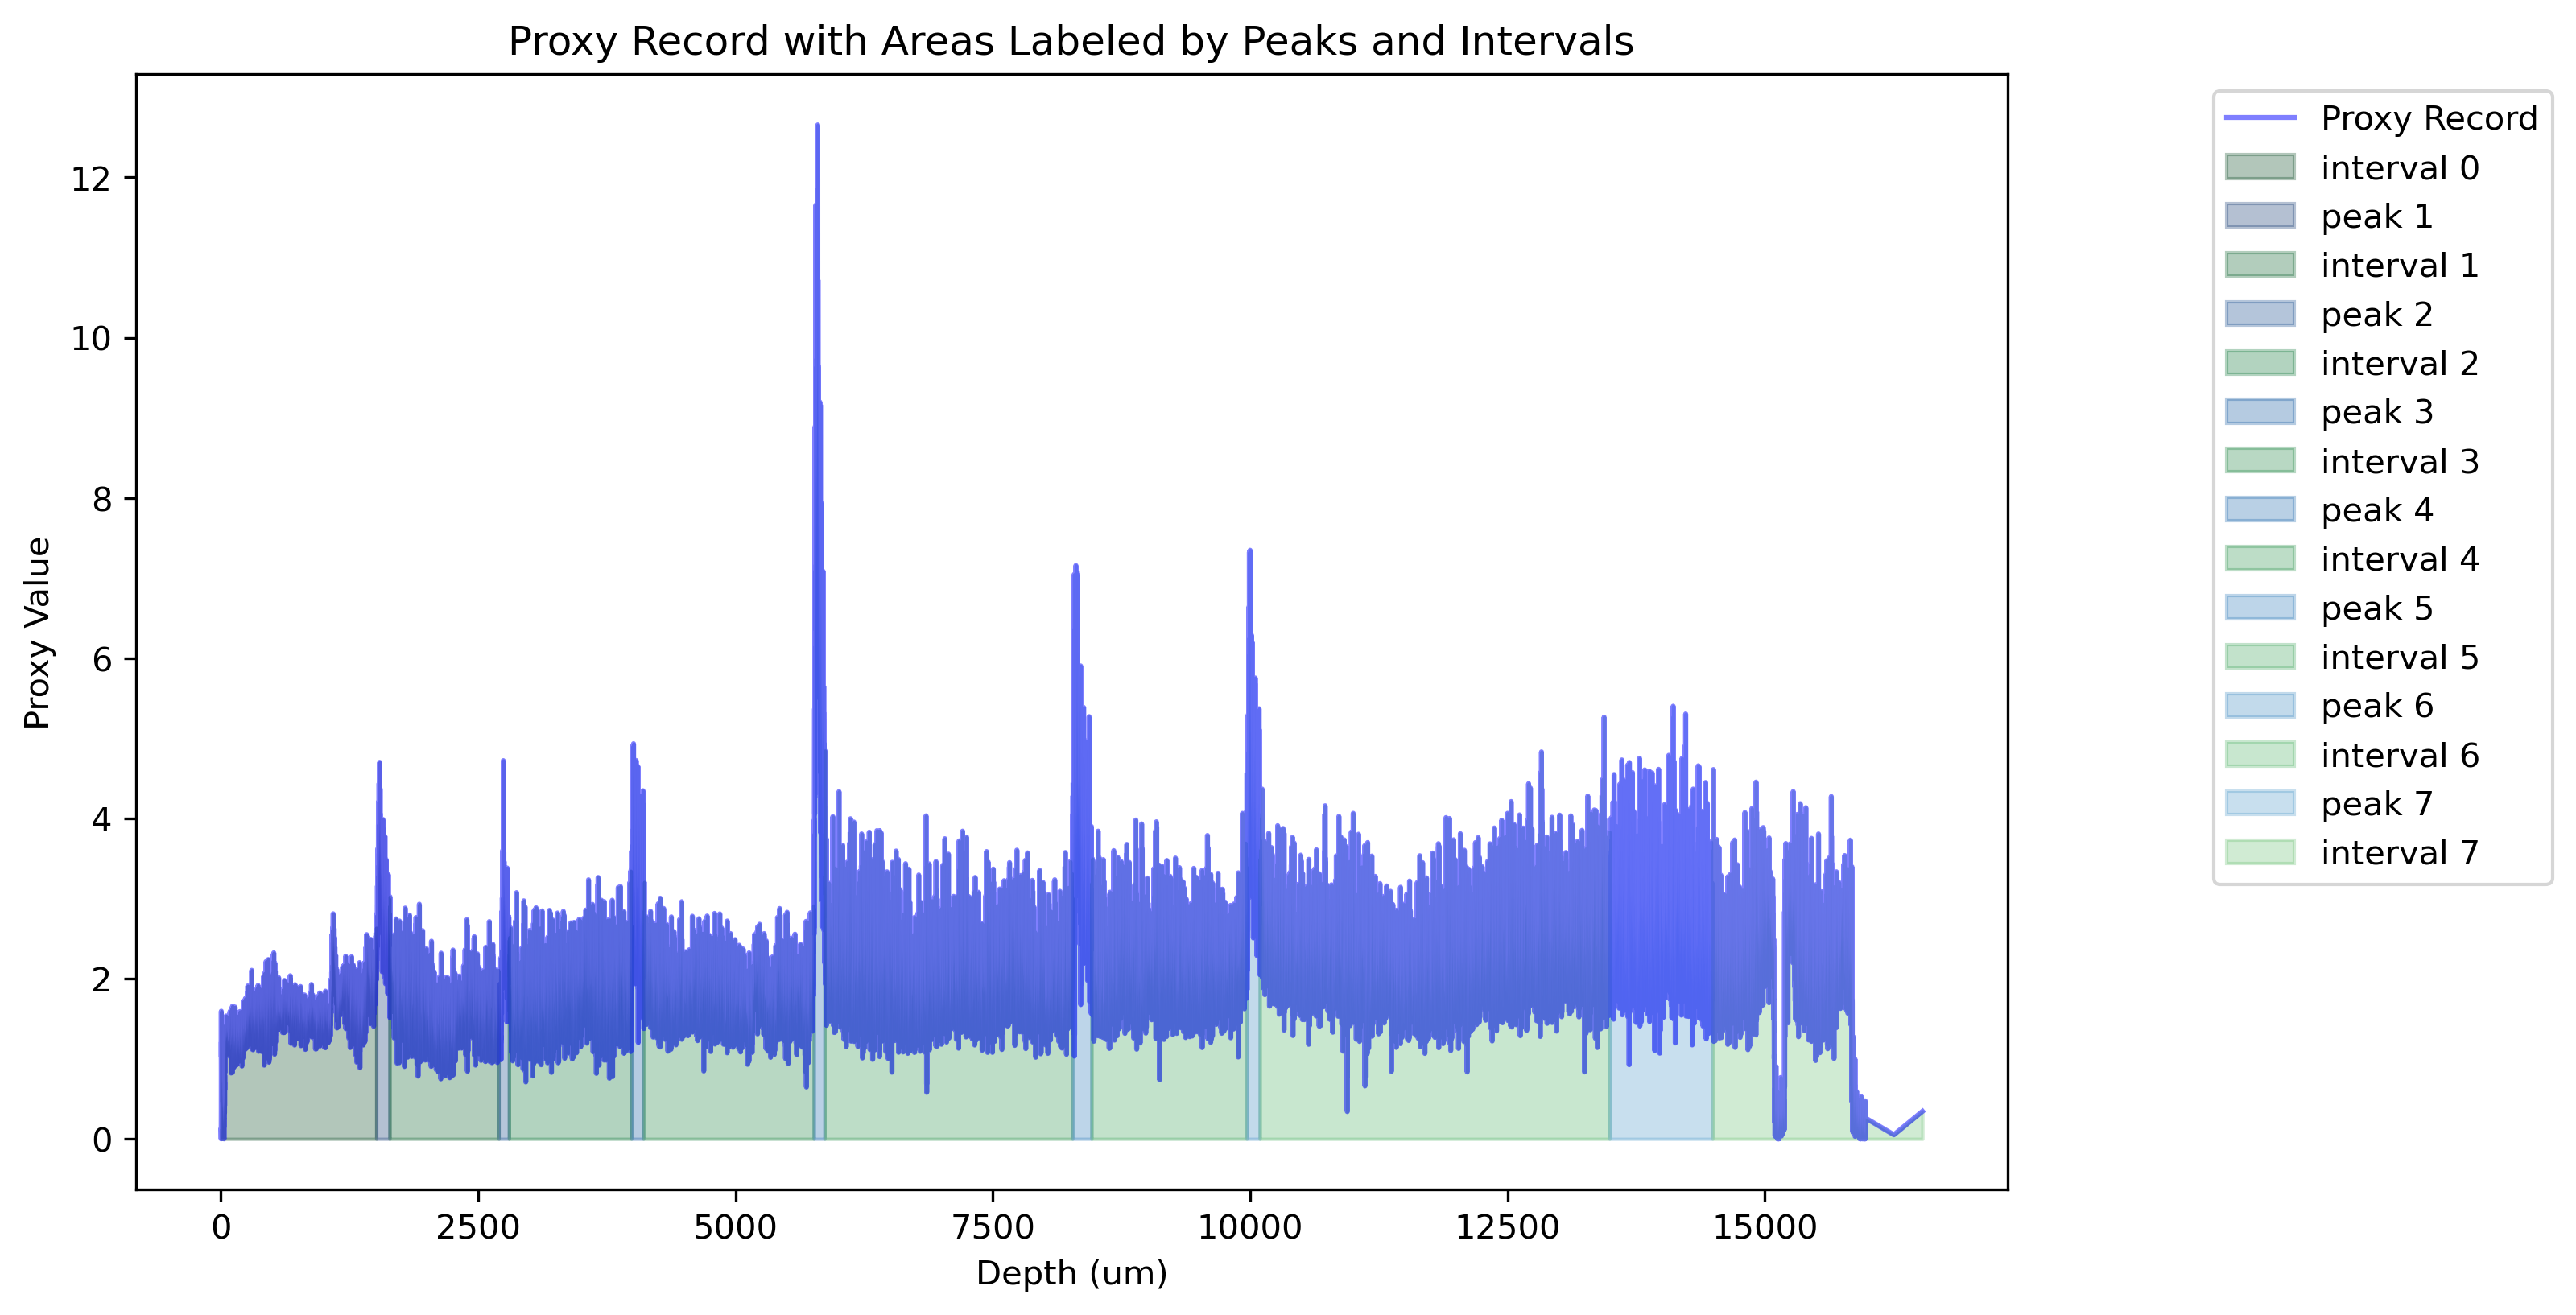 Proxy Record with Areas Labeled by Peaks and Intervals
Proxy Value
12
10
8
6
4
2
0
0 2500 5000 7500 10000 12500 15000
Depth (um)
Proxy Record
interval 0
peak 1
interval 1
peak 2
interval 2
peak 3
interval 3
peak 4
interval 4
peak 5
interval 5
peak 6
interval 6
peak 7
interval 7